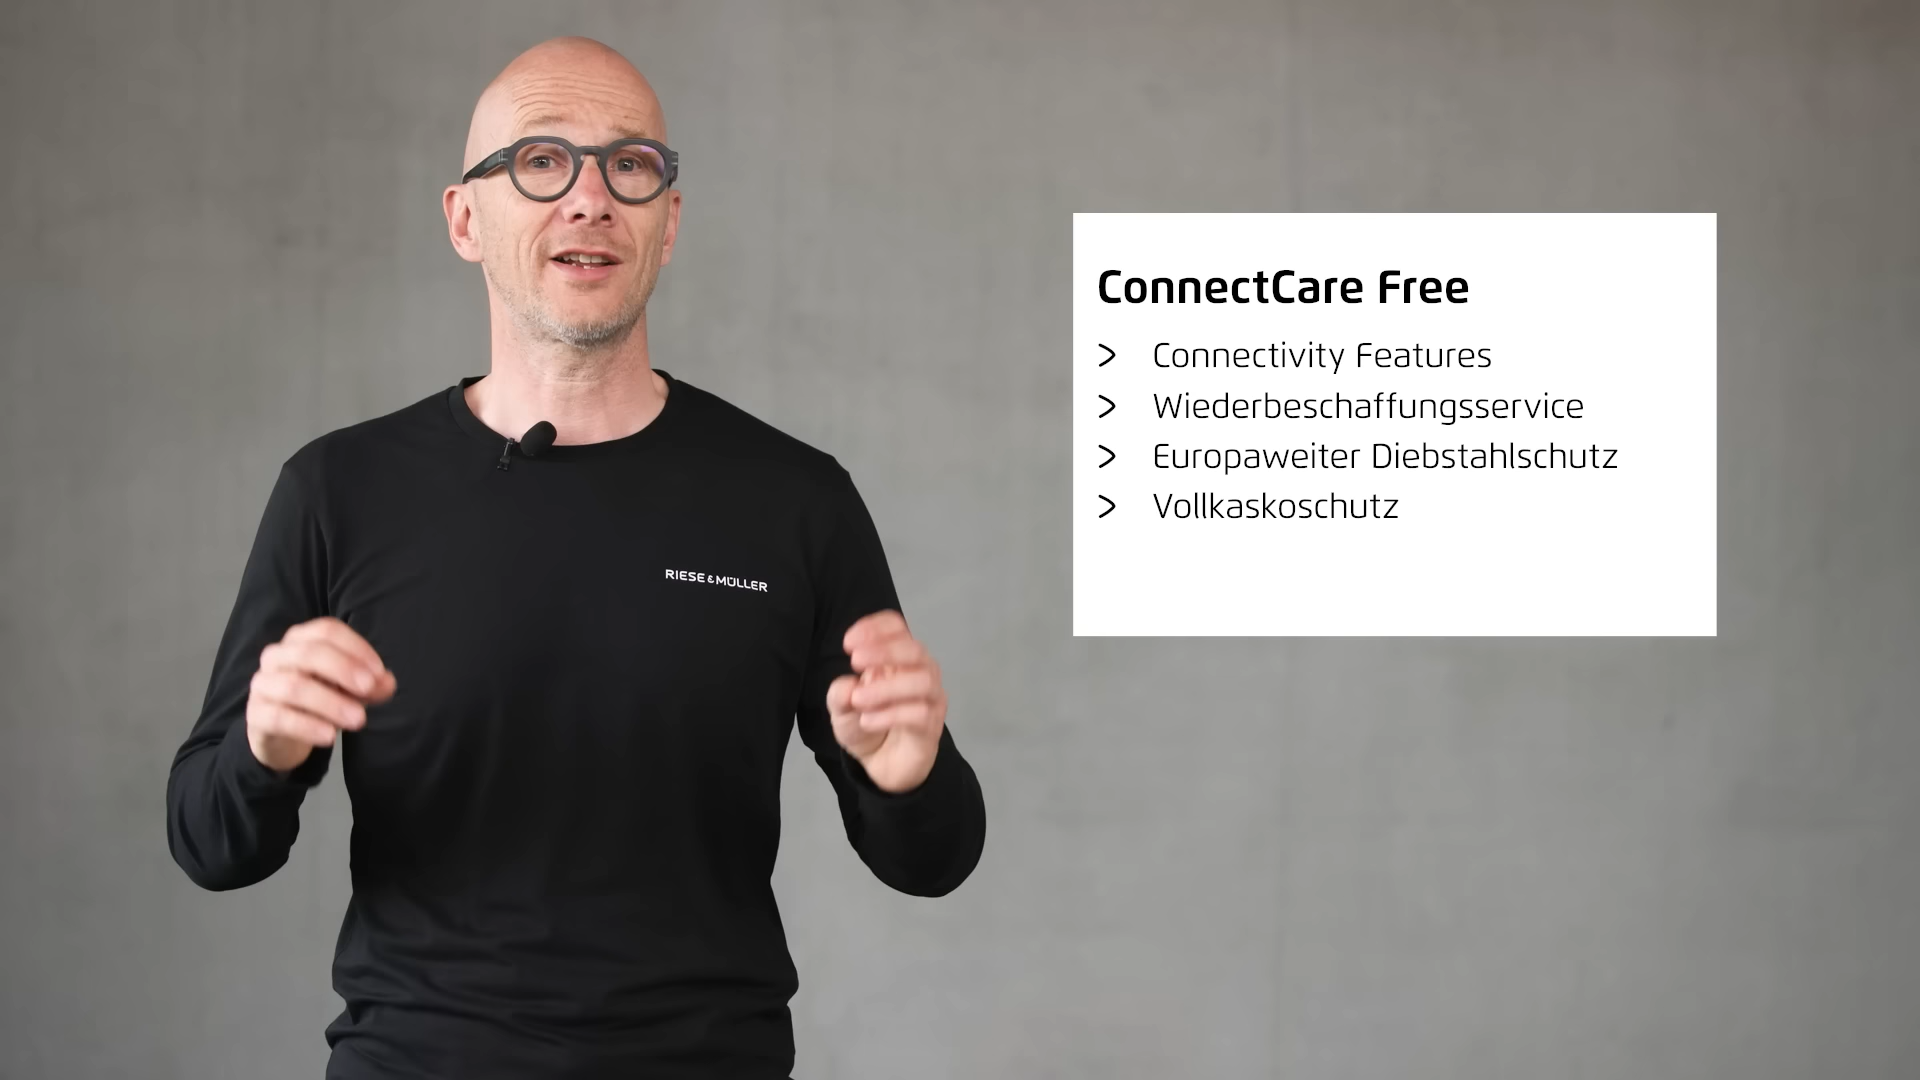 RIESE & MÜLLER
ConnectCare Free
> Connectivity Features
> Wiederbeschaffungsservice
> Europaweiter Diebstahlschutz
> Vollkaskoschutz